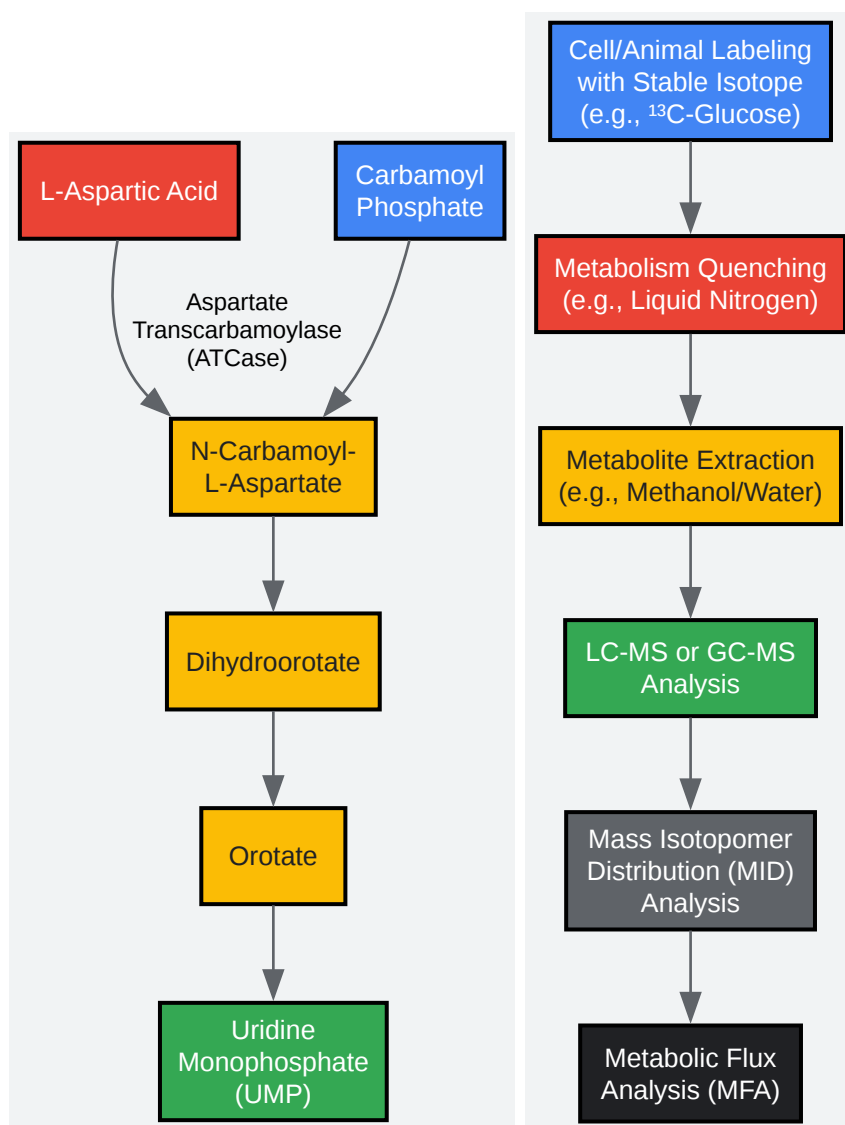 L-Aspartic Acid
Carbamoyl
Phosphate
Aspartate
Transcarbamoylase
(ATCase)
N-Carbamoyl-
L-Aspartate
Dihydroorotate
Orotate
Uridine
Monophosphate
(UMP)
Cell/Animal Labeling
with Stable Isotope
(e.g., ¹³C-Glucose)
Metabolism Quenching
(e.g., Liquid Nitrogen)
Metabolite Extraction
(e.g., Methanol/Water)
LC-MS or GC-MS
Analysis
Mass Isotopomer
Distribution (MID)
Analysis
Metabolic Flux
Analysis (MFA)